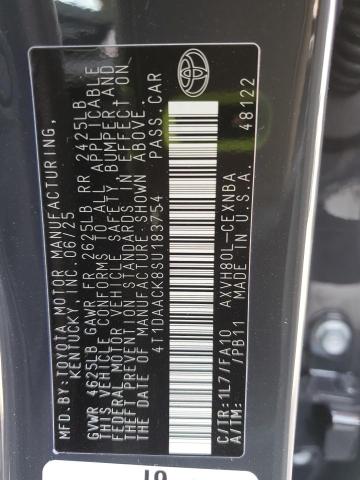 MFD.BY:TOYOTA MOTOR MANUFACTURING,
KENTUCKY, INC. 06/25
GVWR 4625LB GAWR FR 2625LB RR 2425LB
THIS VEHICLE CONFORMS TO ALL APPLICABLE
FEDERAL MOTOR VEHICLE SAFETY, BUMPER, AND
THEFT PREVENTION STANDARDS IN EFFECT ON
THE DATE OF MANUFACTURE SHOWN ABOVE.
4T1DAACK8SU183754 PASS.CAR
C/TR:1L7/FA10 AXVH80L-CEXNBA
A/TM: /PB11 MADE IN U.S.A. 48122